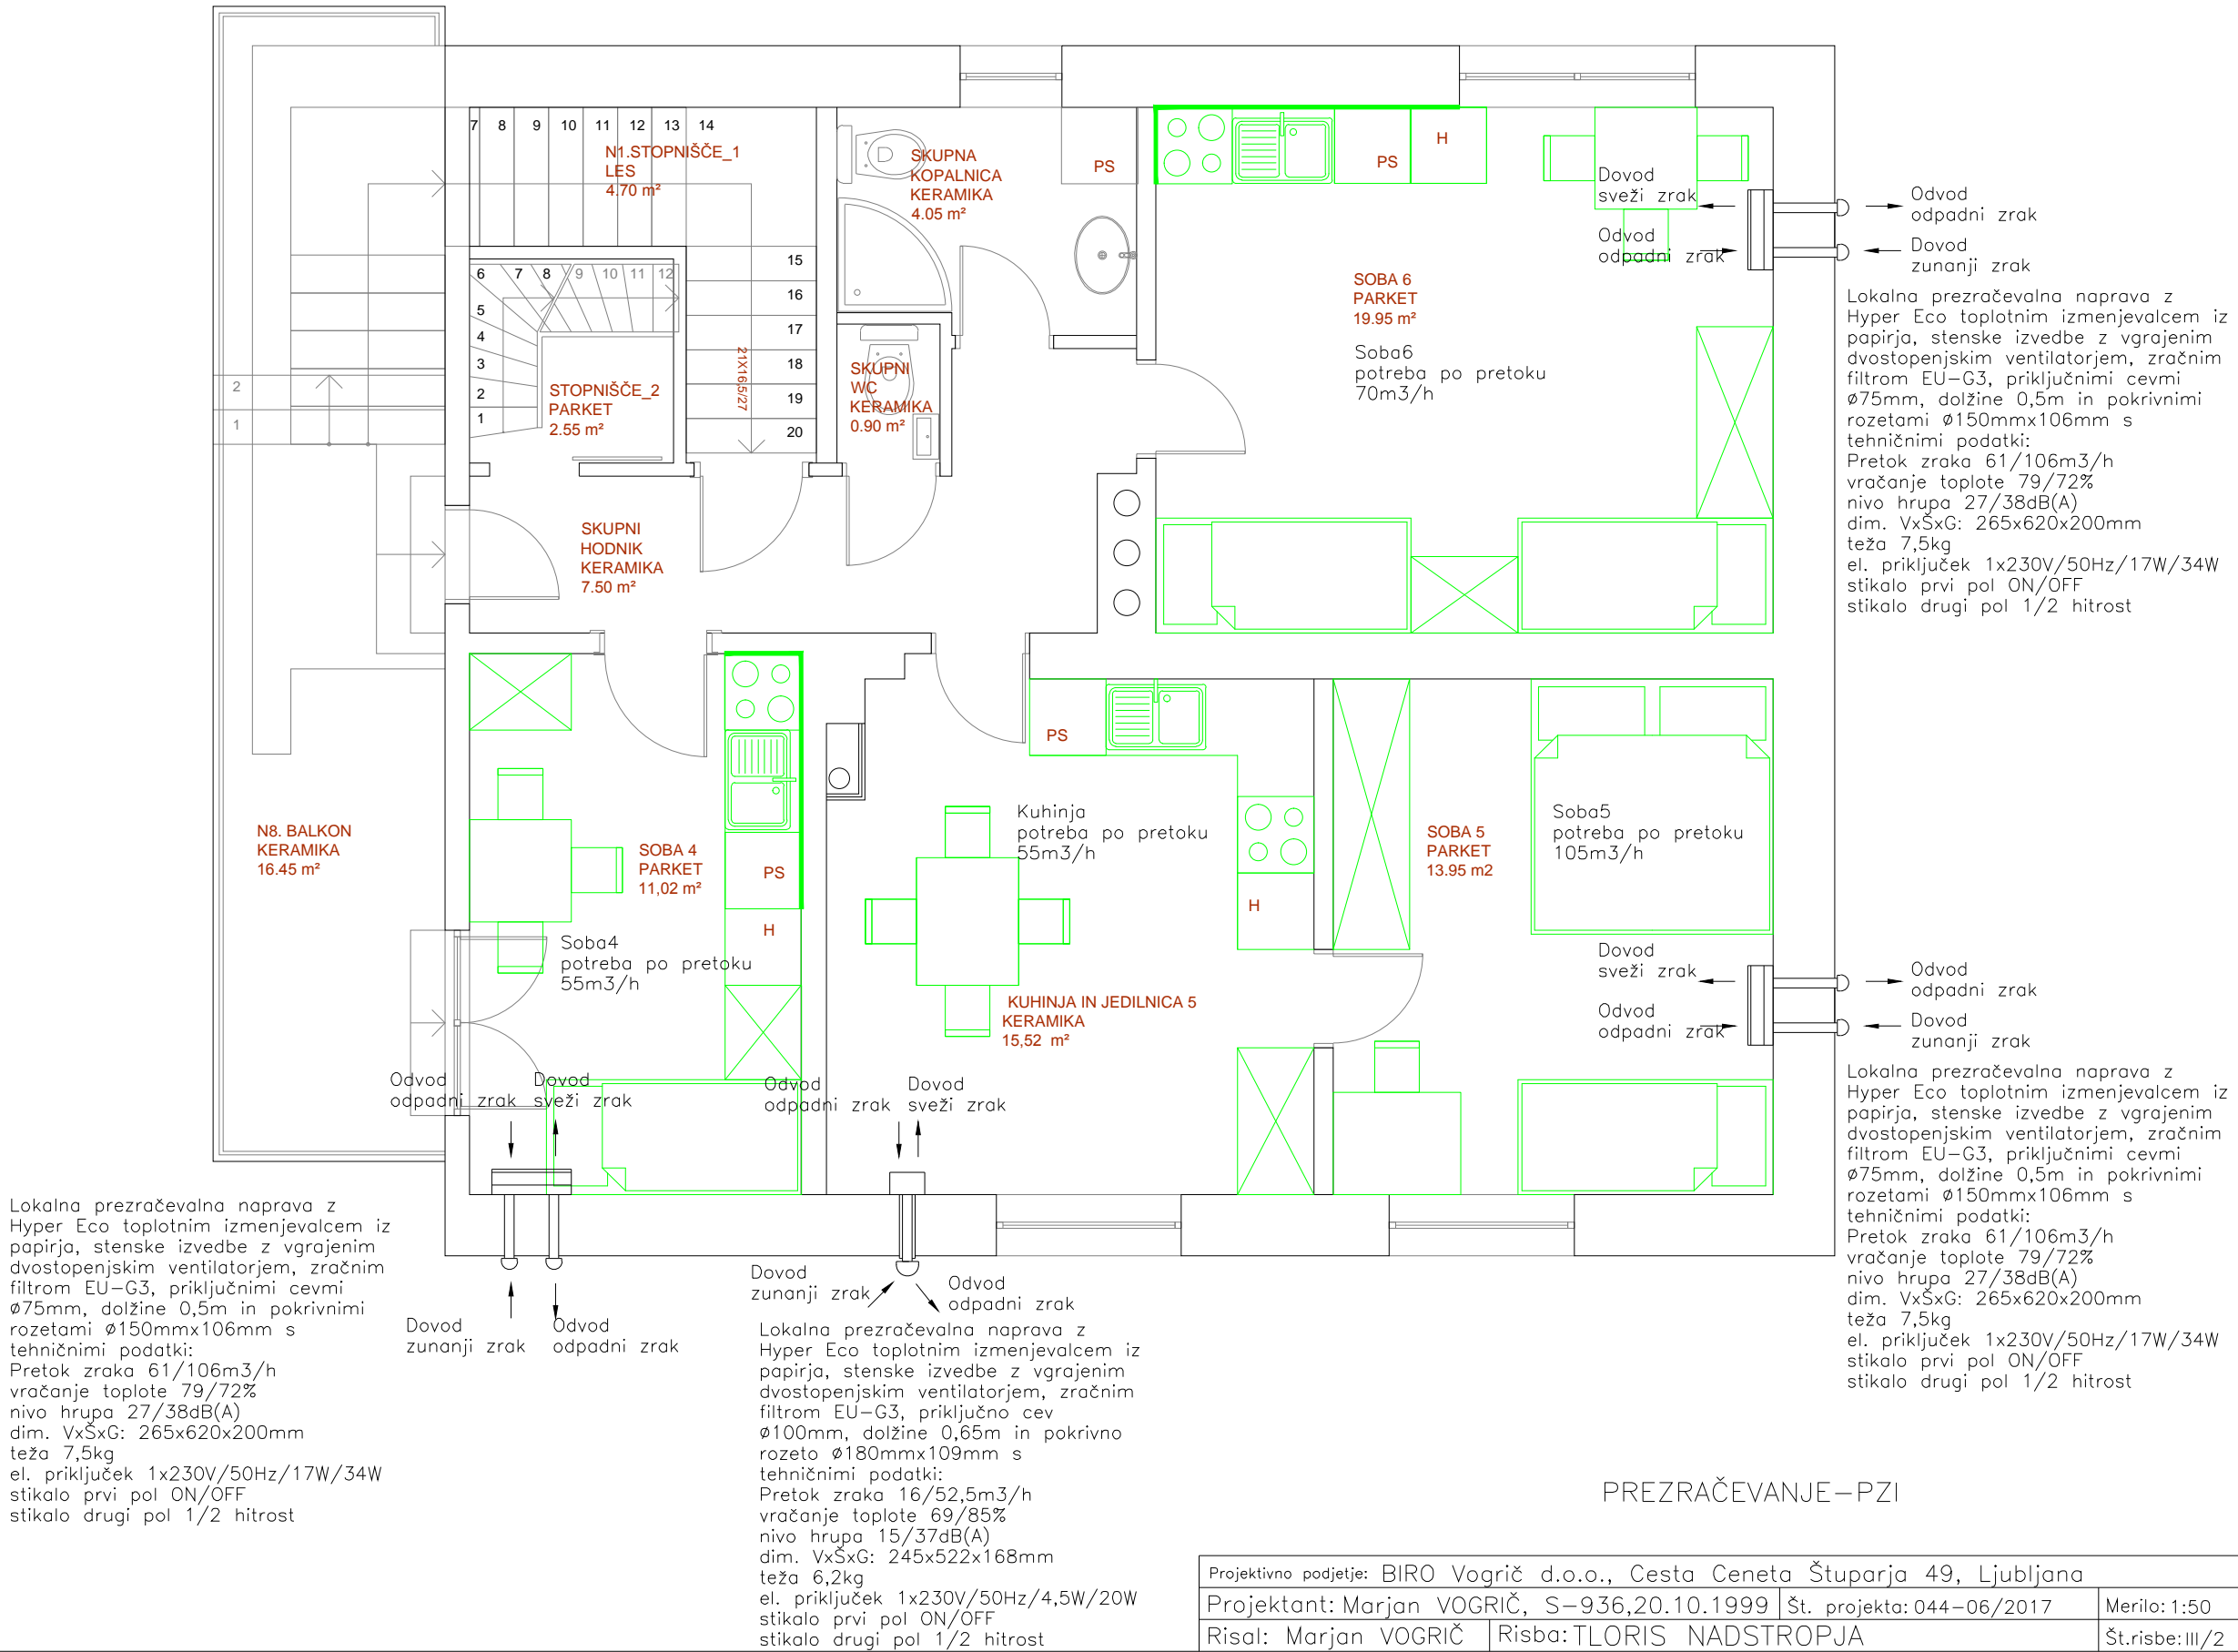 7 8 9 10 11 12 13 14
N1.STOPNIŠČE_1
LES
4.70 m²
SKUPNA
KOPALNICA
KERAMIKA
4.05 m²
PS
PS
H
Dovod
sveži zrak
Odvod
odpadni zrak
Odvod
odpadni zrak
Dovod
zunanji zrak
6 7 8 9 10 11 12
5
4
3
2
1
15
16
17
18
19
20
21X16,5/27
2
1
STOPNIŠČE_2
PARKET
2.55 m²
SKUPNI
WC
KERAMIKA
0.90 m²
SOBA 6
PARKET
19.95 m²
Soba6
potreba po pretoku
70m3/h
Lokalna prezračevalna naprava z
Hyper Eco toplotnim izmenjevalcem iz
papirja, stenske izvedbe z vgrajenim
dvostopenjskim ventilatorjem, zračnim
filtrom EU-G3, priključnimi cevmi
ø75mm, dolžine 0,5m in pokrivnimi
rozetami ø150mmx106mm s
tehničnimi podatki:
Pretok zraka 61/106m3/h
vračanje toplote 79/72%
nivo hrupa 27/38dB(A)
dim. VxŠxG: 265x620x200mm
teža 7,5kg
el. priključek 1x230V/50Hz/17W/34W
stikalo prvi pol ON/OFF
stikalo drugi pol 1/2 hitrost
SKUPNI
HODNIK
KERAMIKA
7.50 m²
N8. BALKON
KERAMIKA
16.45 m²
SOBA 4
PARKET
11,02 m²
PS
H
Soba4
potreba po pretoku
55m3/h
PS
Kuhinja
potreba po pretoku
55m3/h
H
KUHINJA IN JEDILNICA 5
KERAMIKA
15,52 m²
SOBA 5
PARKET
13.95 m2
Soba5
potreba po pretoku
105m3/h
Dovod
sveži zrak
Odvod
odpadni zrak
Odvod
odpadni zrak
Dovod
zunanji zrak
Lokalna prezračevalna naprava z
Hyper Eco toplotnim izmenjevalcem iz
papirja, stenske izvedbe z vgrajenim
dvostopenjskim ventilatorjem, zračnim
filtrom EU-G3, priključnimi cevmi
ø75mm, dolžine 0,5m in pokrivnimi
rozetami ø150mmx106mm s
tehničnimi podatki:
Pretok zraka 61/106m3/h
vračanje toplote 79/72%
nivo hrupa 27/38dB(A)
dim. VxŠxG: 265x620x200mm
teža 7,5kg
el. priključek 1x230V/50Hz/17W/34W
stikalo prvi pol ON/OFF
stikalo drugi pol 1/2 hitrost
Odvod
odpadni zrak
Dovod
sveži zrak
Odvod
odpadni zrak
Dovod
sveži zrak
Lokalna prezračevalna naprava z
Hyper Eco toplotnim izmenjevalcem iz
papirja, stenske izvedbe z vgrajenim
dvostopenjskim ventilatorjem, zračnim
filtrom EU-G3, priključnimi cevmi
ø75mm, dolžine 0,5m in pokrivnimi
rozetami ø150mmx106mm s
tehničnimi podatki:
Pretok zraka 61/106m3/h
vračanje toplote 79/72%
nivo hrupa 27/38dB(A)
dim. VxŠxG: 265x620x200mm
teža 7,5kg
el. priključek 1x230V/50Hz/17W/34W
stikalo prvi pol ON/OFF
stikalo drugi pol 1/2 hitrost
Dovod
zunanji zrak
Odvod
odpadni zrak
Dovod
zunanji zrak
Odvod
odpadni zrak
Lokalna prezračevalna naprava z
Hyper Eco toplotnim izmenjevalcem iz
papirja, stenske izvedbe z vgrajenim
dvostopenjskim ventilatorjem, zračnim
filtrom EU-G3, priključno cev
ø100mm, dolžine 0,65m in pokrivno
rozeto ø180mmx109mm s
tehničnimi podatki:
Pretok zraka 16/52,5m3/h
vračanje toplote 69/85%
nivo hrupa 15/37dB(A)
dim. VxŠxG: 245x522x168mm
teža 6,2kg
el. priključek 1x230V/50Hz/4,5W/20W
stikalo prvi pol ON/OFF
stikalo drugi pol 1/2 hitrost
PREZRAČEVANJE-PZI
Projektivno podjetje: BIRO Vogrič d.o.o., Cesta Ceneta Štuparja 49, Ljubljana
Projektant: Marjan VOGRIČ, S-936,20.10.1999 Št. projekta: 044-06/2017 Merilo: 1:50
Risal: Marjan VOGRIČ Risba: TLORIS NADSTROPJA Št.risbe: III/2